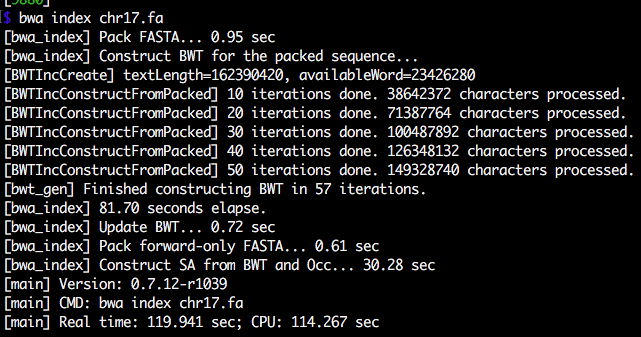 $ bwa index chr17.fa
[bwa_index] Pack FASTA... 0.95 sec
[bwa_index] Construct BWT for the packed sequence...
[BWTIncCreate] textLength=162390420, availableWord=23426280
[BWTIncConstructFromPacked] 10 iterations done. 38642372 characters processed.
[BWTIncConstructFromPacked] 20 iterations done. 71387764 characters processed.
[BWTIncConstructFromPacked] 30 iterations done. 100487892 characters processed.
[BWTIncConstructFromPacked] 40 iterations done. 126348132 characters processed.
[BWTIncConstructFromPacked] 50 iterations done. 149328740 characters processed.
[bwt_gen] Finished constructing BWT in 57 iterations.
[bwa_index] 81.70 seconds elapse.
[bwa_index] Update BWT... 0.72 sec
[bwa_index] Pack forward-only FASTA... 0.61 sec
[bwa_index] Construct SA from BWT and Occ... 30.28 sec
[main] Version: 0.7.12-r1039
[main] CMD: bwa index chr17.fa
[main] Real time: 119.941 sec; CPU: 114.267 sec